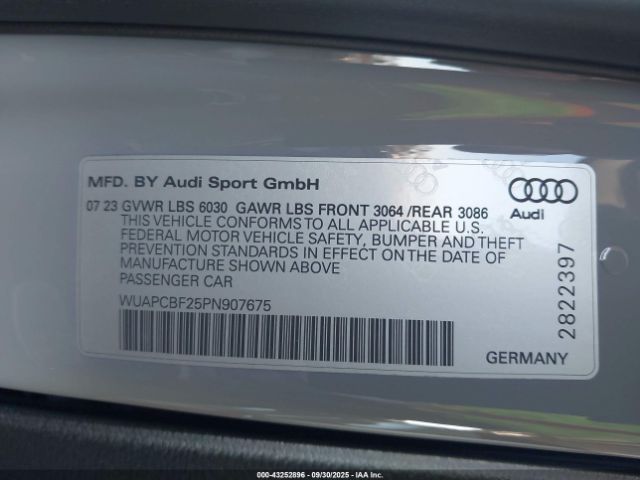 MFD. BY Audi Sport GmbH
07 23 GVWR LBS 6030 GAWR LBS FRONT 3064 /REAR 3086
THIS VEHICLE CONFORMS TO ALL APPLICABLE U.S.
FEDERAL MOTOR VEHICLE SAFETY, BUMPER AND THEFT
PREVENTION STANDARDS IN EFFECT ON THE DATE OF
MANUFACTURE SHOWN ABOVE
PASSENGER CAR
WUAPCBF25PN907675
Audi
2822397
GERMANY
000-43252896 - 09/30/2025 - IAAI, Inc.